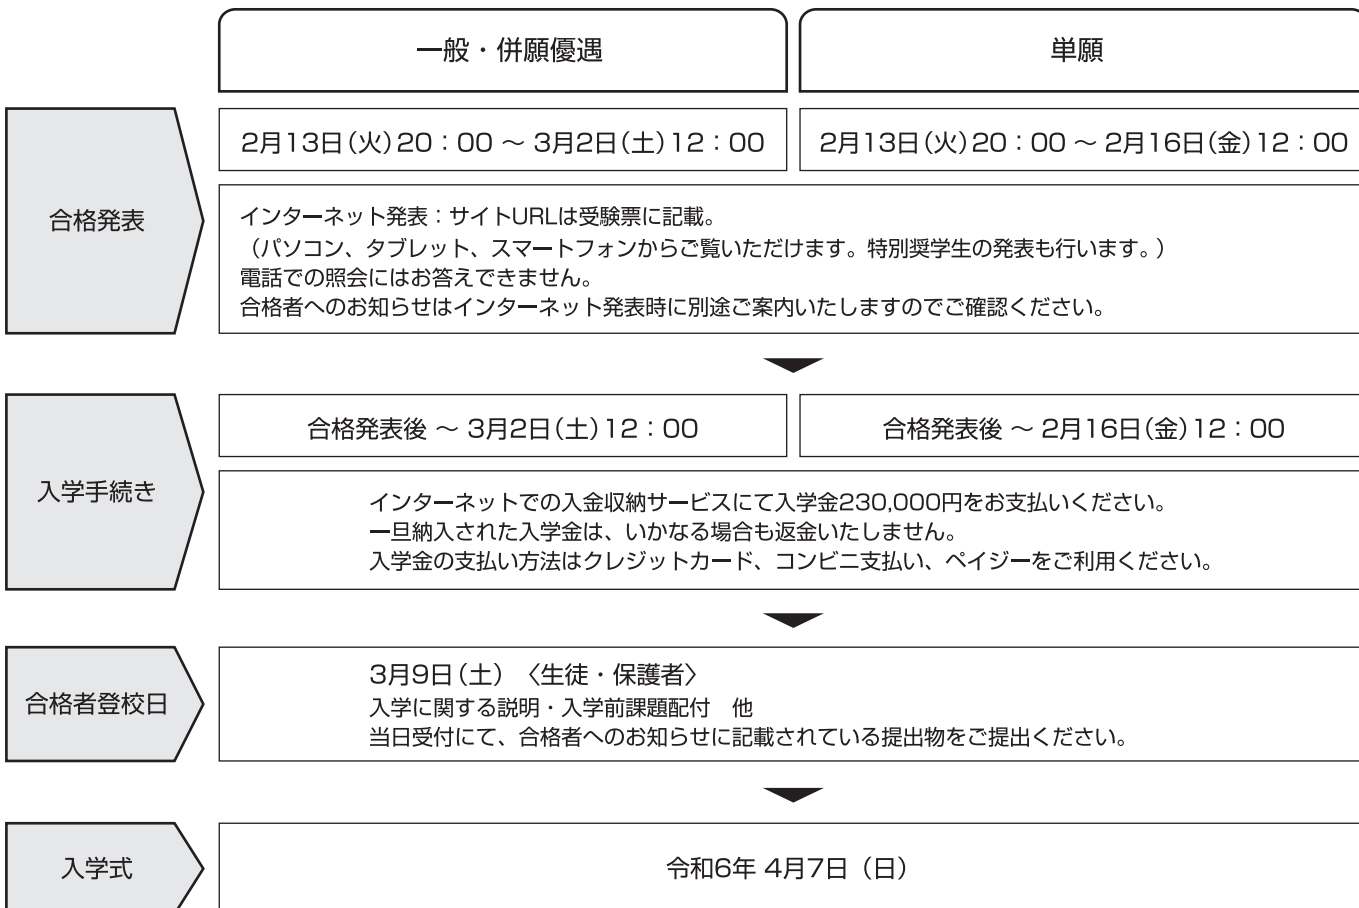 一般・併願優遇
単願
合格発表
2月13日(火)20：00 ～ 3月2日(土)12：00
2月13日(火)20：00 ～ 2月16日(金)12：00
インターネット発表：サイトURLは受験票に記載。
（パソコン、タブレット、スマートフォンからご覧いただけます。特別奨学生の発表も行います。）
電話での照会にはお答えできません。
合格者へのお知らせはインターネット発表時に別途ご案内いたしますのでご確認ください。
入学手続き
合格発表後 ～ 3月2日(土)12：00
合格発表後 ～ 2月16日(金)12：00
インターネットでの入金収納サービスにて入学金230,000円をお支払いください。
一旦納入された入学金は、いかなる場合も返金いたしません。
入学金の支払い方法はクレジットカード、コンビニ支払い、ペイジーをご利用ください。
合格者登校日
3月9日(土) 〈生徒・保護者〉
入学に関する説明・入学前課題配付　他
当日受付にて、合格者へのお知らせに記載されている提出物をご提出ください。
入学式
令和6年 4月7日（日）